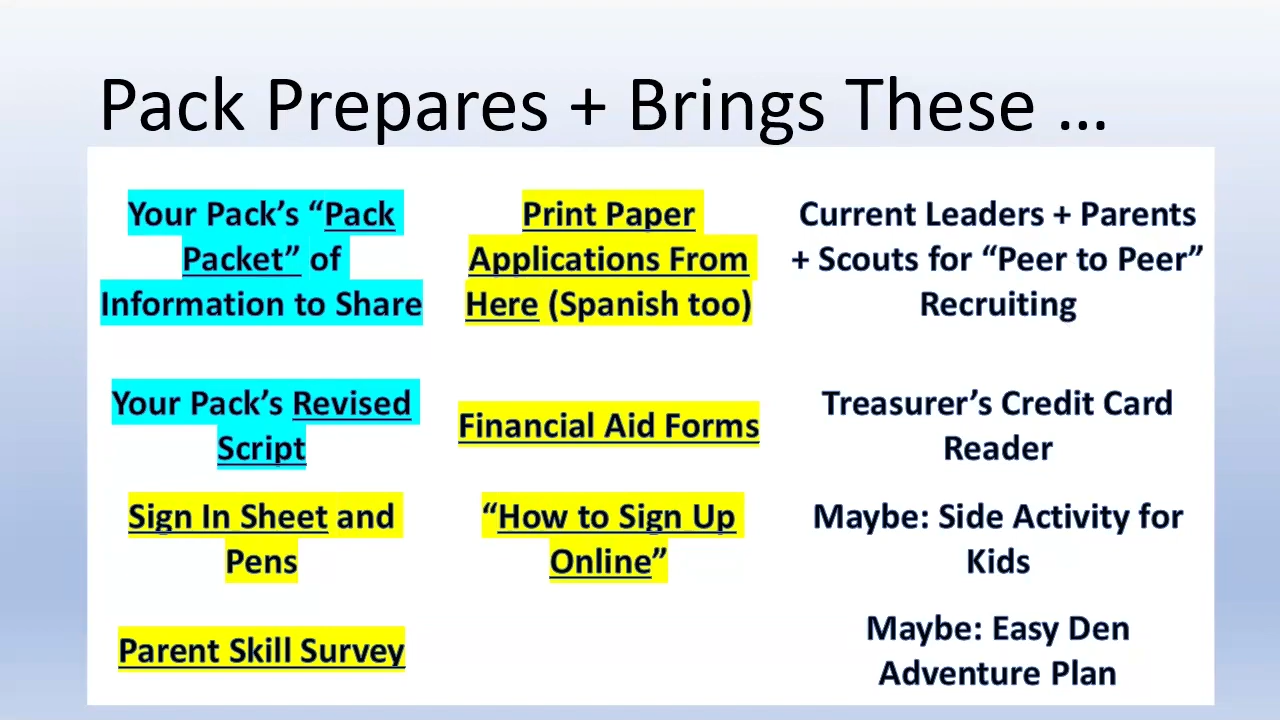 Pack Prepares + Brings These ...
Your Pack's “Pack
Packet” of
Information to Share
Print Paper
Applications From
Here (Spanish too)
Current Leaders + Parents
+ Scouts for “Peer to Peer”
Recruiting
Your Pack's Revised
Script
Financial Aid Forms
Treasurer's Credit Card
Reader
Sign In Sheet and
Pens
“How to Sign Up
Online”
Maybe: Side Activity for
Kids
Parent Skill Survey
Maybe: Easy Den
Adventure Plan